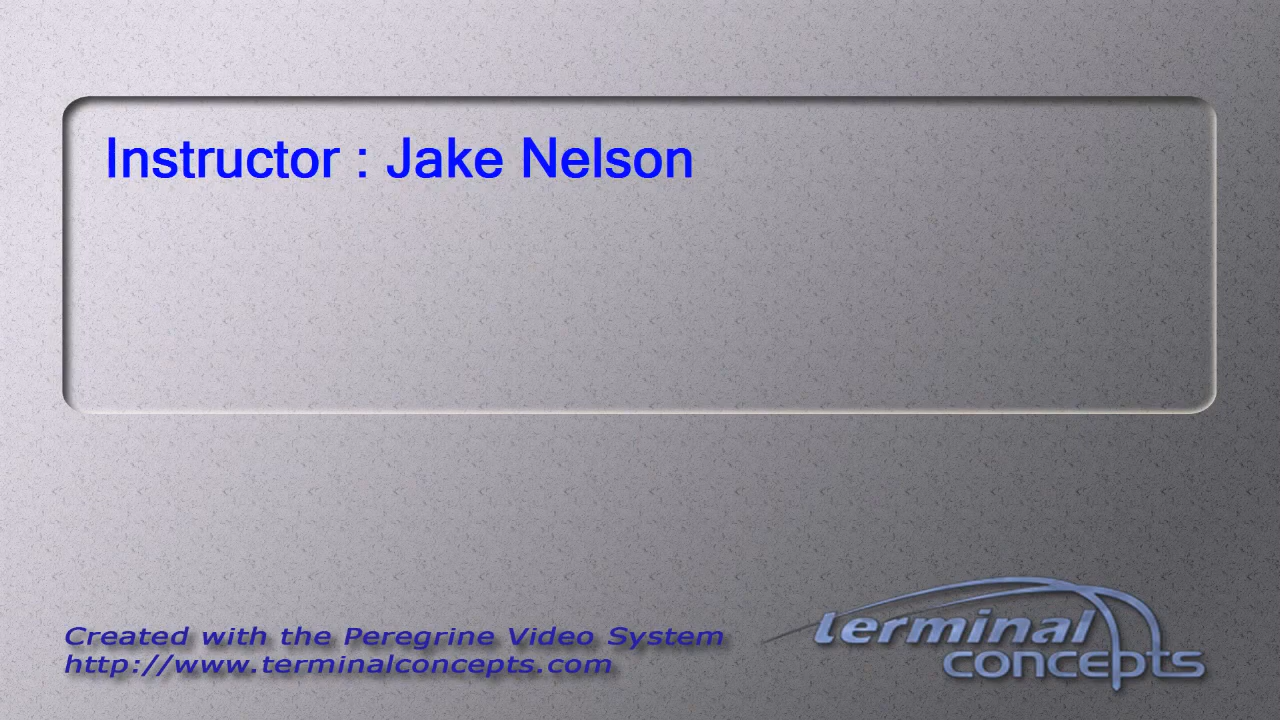 Instructor : Jake Nelson
Created with the Peregrine Video System
http://www.terminalconcepts.com
terminal
concepts